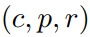 (c, p, r)